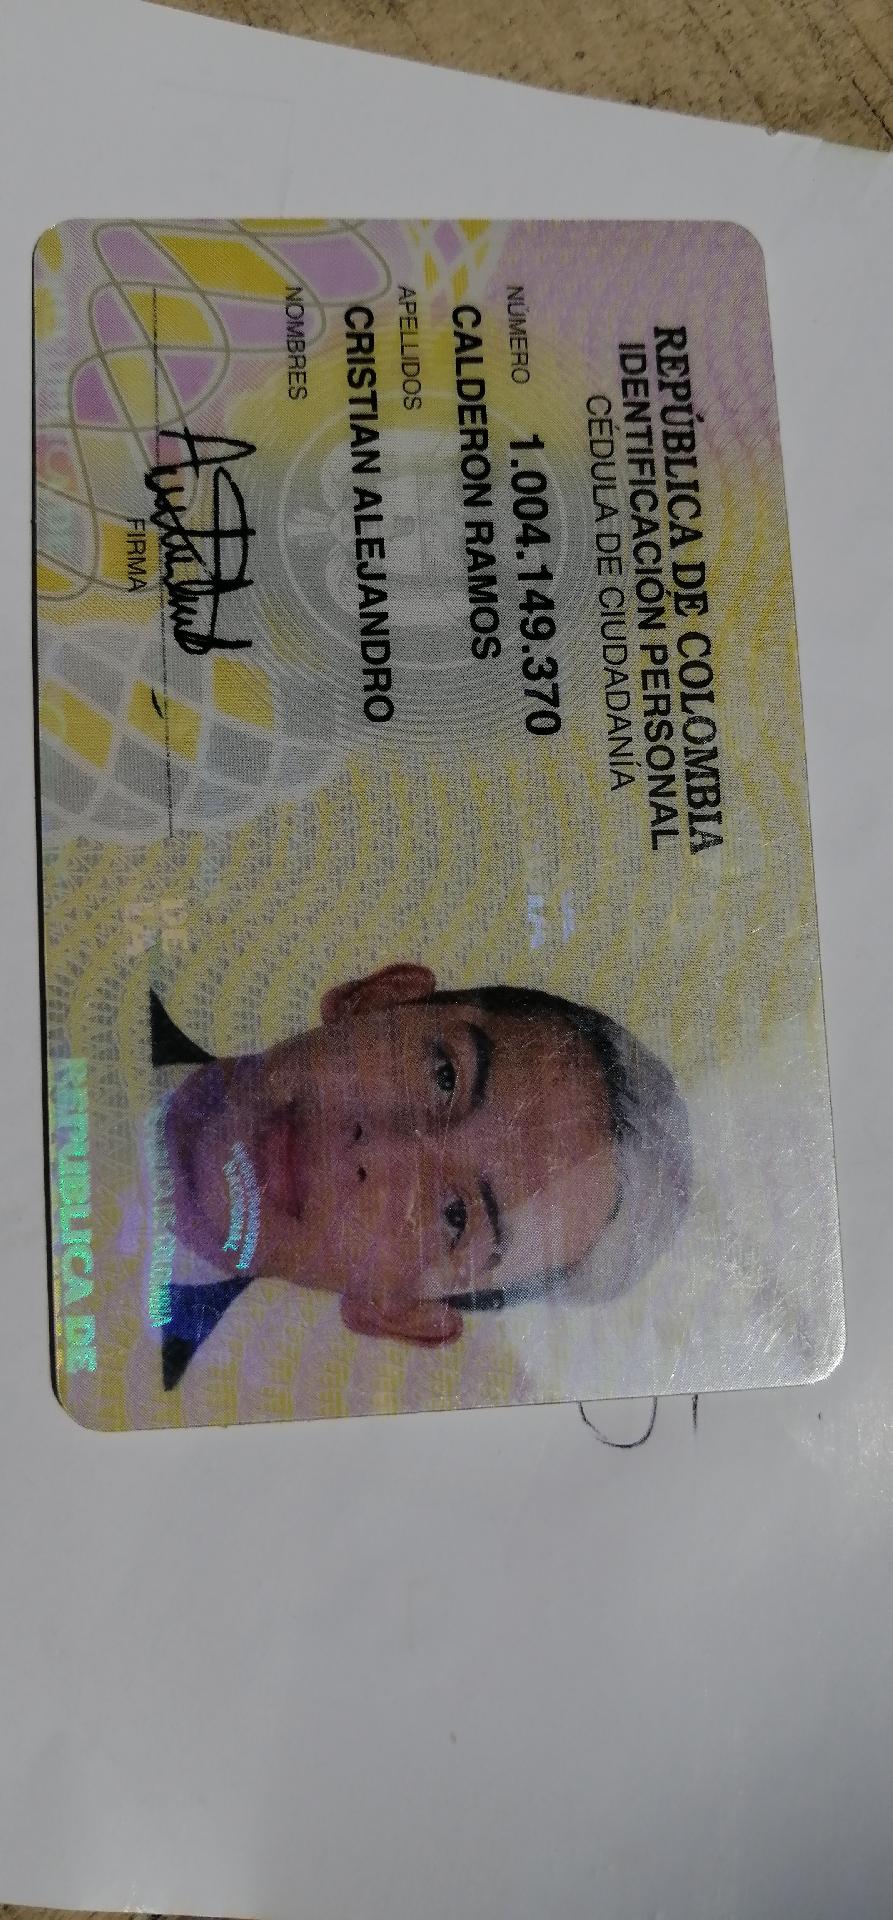 REPÚBLICA DE COLOMBIA
IDENTIFICACIÓN PERSONAL
CÉDULA DE CIUDADANÍA
NÚMERO 1.004.149.370
CALDERON RAMOS
APELLIDOS
CRISTIAN ALEJANDRO
NOMBRES
FIRMA
REPUBLICA DE